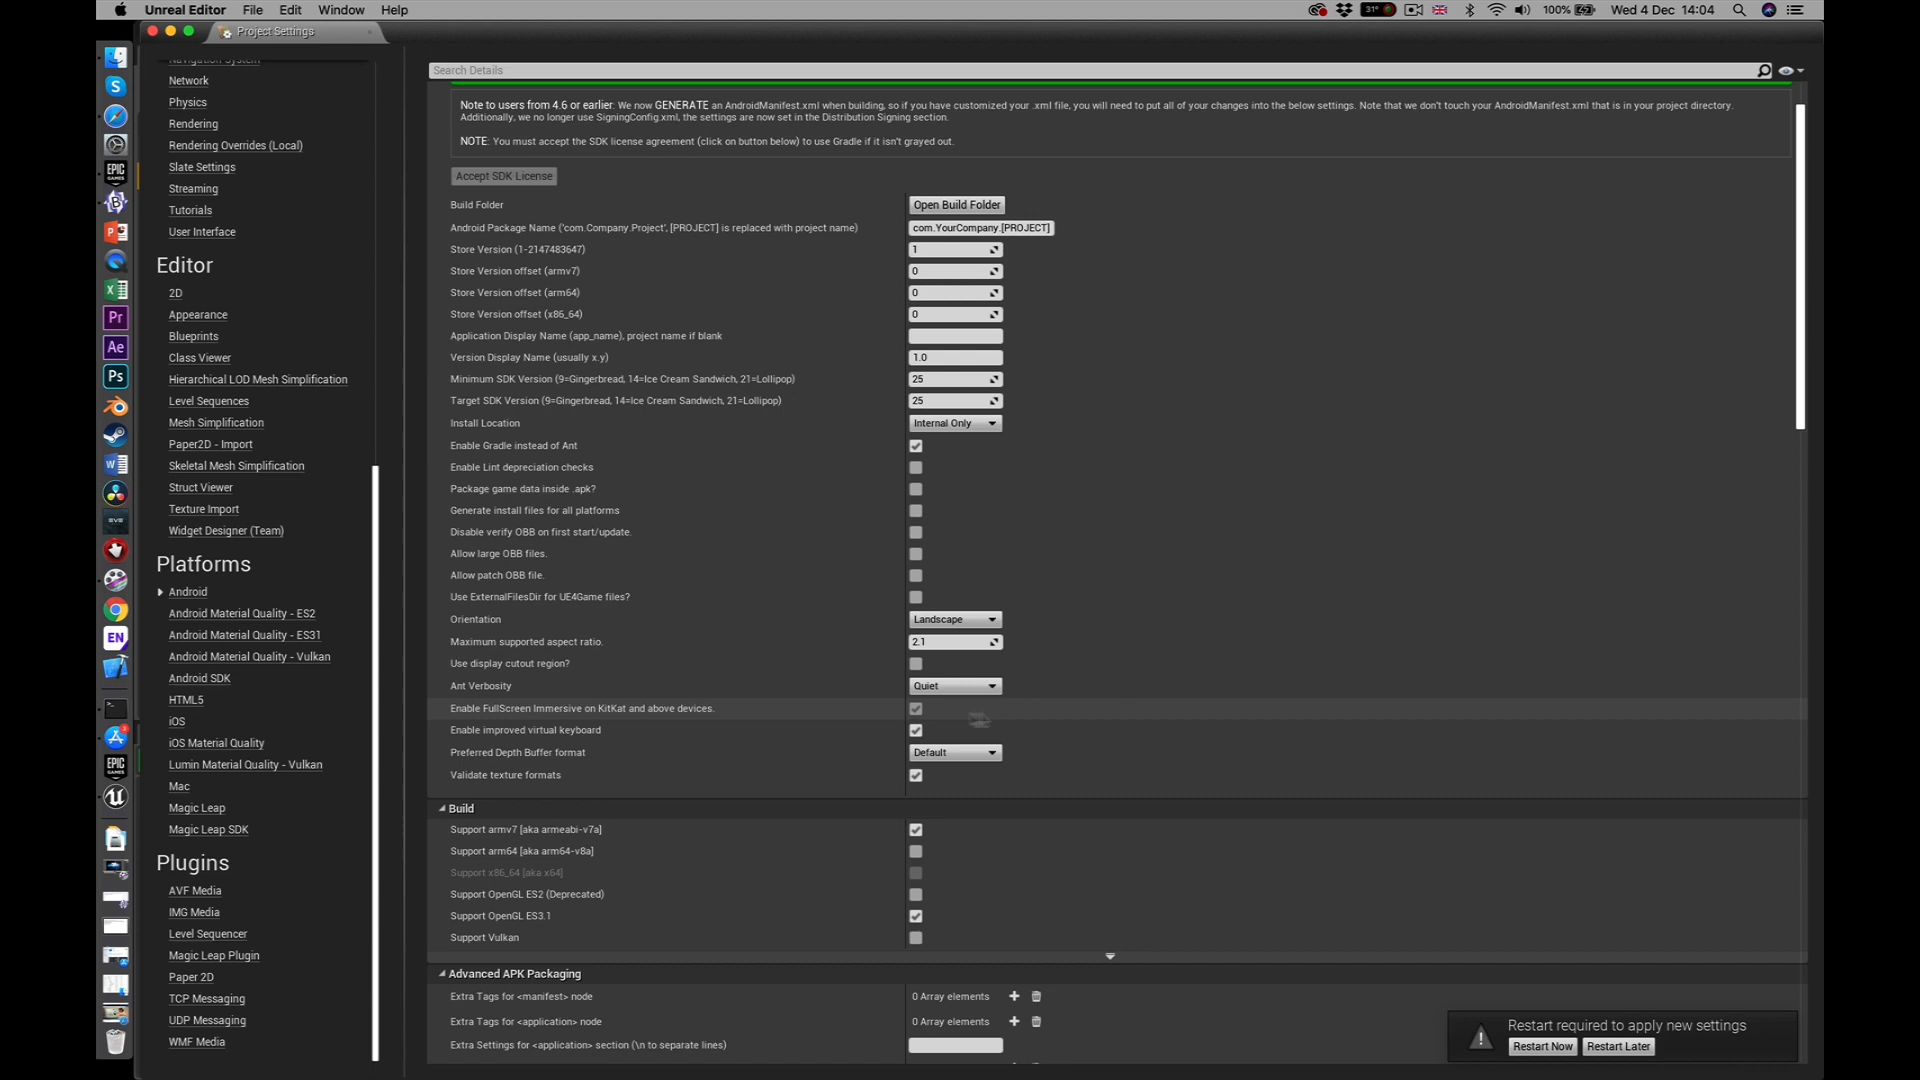 Unreal Editor File Edit Window Help
31° 100% Wed 4 Dec 14:04
Project Settings
Navigation System
Network
Physics
Rendering
Rendering Overrides (Local)
Slate Settings
Streaming
Tutorials
User Interface
Editor
2D
Appearance
Blueprints
Class Viewer
Hierarchical LOD Mesh Simplification
Level Sequences
Mesh Simplification
Paper2D - Import
Skeletal Mesh Simplification
Struct Viewer
Texture Import
Widget Designer (Team)
Platforms
Android
Android Material Quality - ES2
Android Material Quality - ES31
Android Material Quality - Vulkan
Android SDK
HTML5
iOS
iOS Material Quality
Lumin Material Quality - Vulkan
Mac
Magic Leap
Magic Leap SDK
Plugins
AVF Media
IMG Media
Level Sequencer
Magic Leap Plugin
Paper 2D
TCP Messaging
UDP Messaging
WMF Media
Search Details
Note to users from 4.6 or earlier: We now GENERATE an AndroidManifest.xml when building, so if you have customized your .xml file, you will need to put all of your changes into the below settings. Note that we don't touch your AndroidManifest.xml that is in your project directory.
Additionally, we no longer use SigningConfig.xml, the settings are now set in the Distribution Signing section.
NOTE: You must accept the SDK license agreement (click on button below) to use Gradle if it isn't grayed out.
Accept SDK License
Build Folder Open Build Folder
Android Package Name ('com.Company.Project', [PROJECT] is replaced with project name) com.YourCompany.[PROJECT]
Store Version (1-2147483647) 1
Store Version offset (armv7) 0
Store Version offset (arm64) 0
Store Version offset (x86_64) 0
Application Display Name (app_name), project name if blank
Version Display Name (usually x.y) 1.0
Minimum SDK Version (9=Gingerbread, 14=Ice Cream Sandwich, 21=Lollipop) 25
Target SDK Version (9=Gingerbread, 14=Ice Cream Sandwich, 21=Lollipop) 25
Install Location Internal Only
Enable Gradle instead of Ant
Enable Lint depreciation checks
Package game data inside .apk?
Generate install files for all platforms
Disable verify OBB on first start/update.
Allow large OBB files.
Allow patch OBB file.
Use ExternalFilesDir for UE4Game files?
Orientation Landscape
Maximum supported aspect ratio. 2.1
Use display cutout region?
Ant Verbosity Quiet
Enable FullScreen Immersive on KitKat and above devices.
Enable improved virtual keyboard
Preferred Depth Buffer format Default
Validate texture formats
Build
Support armv7 [aka armeabi-v7a]
Support arm64 [aka arm64-v8a]
Support x86_64 [aka x64]
Support OpenGL ES2 (Deprecated)
Support OpenGL ES3.1
Support Vulkan
Advanced APK Packaging
Extra Tags for <manifest> node 0 Array elements
Extra Tags for <application> node 0 Array elements
Extra Settings for <application> section (\n to separate lines)
Restart required to apply new settings
Restart Now Restart Later
EPIC GAMES
Pr
Ae
Ps
EVE
EN
EPIC GAMES